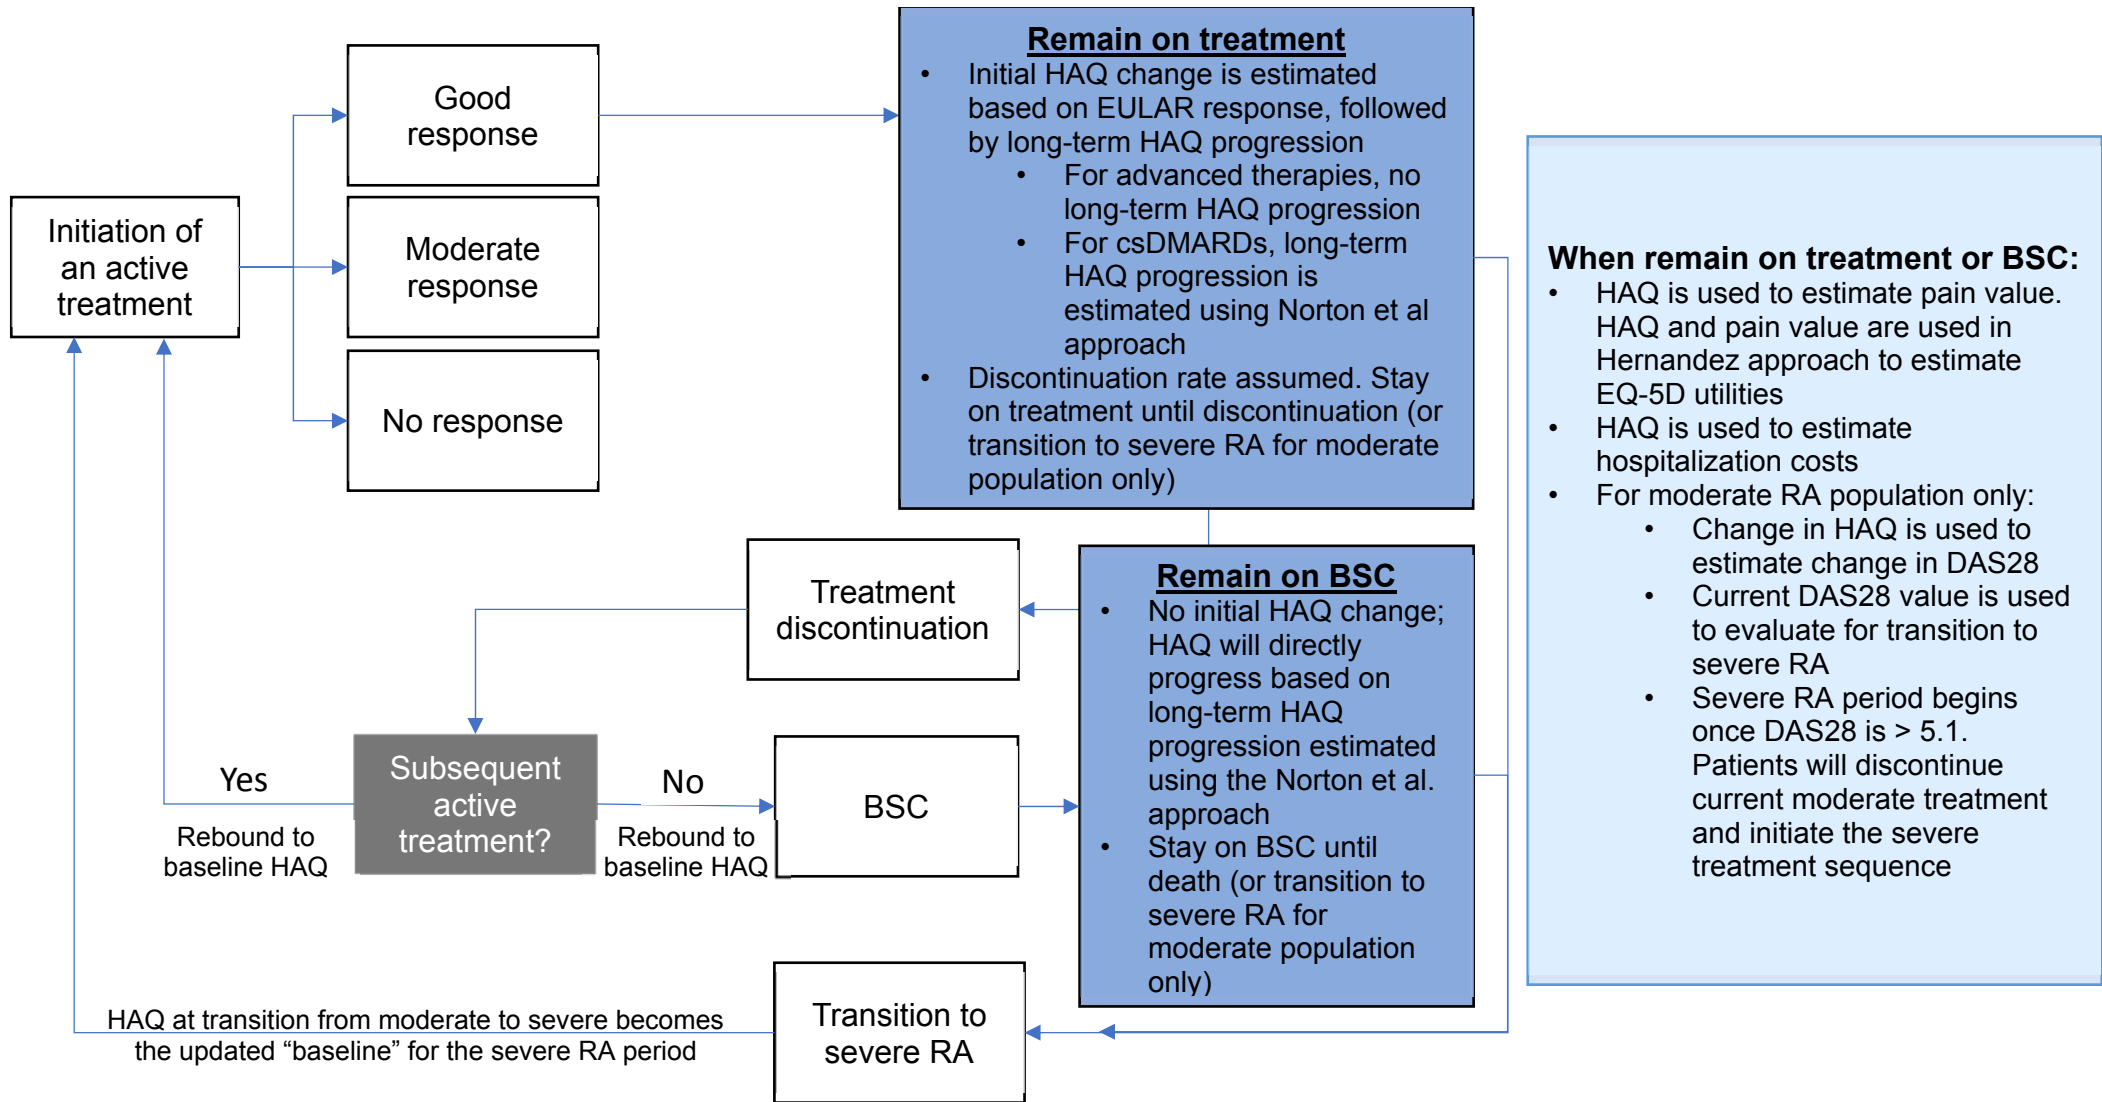 Good
response
Initiation of
an active
treatment
Moderate
response
No response
Remain on treatment
• Initial HAQ change is estimated
based on EULAR response, followed
by long-term HAQ progression
• For advanced therapies, no
long-term HAQ progression
• For csDMARDs, long-term
HAQ progression is
estimated using Norton et al
approach
• Discontinuation rate assumed. Stay
on treatment until discontinuation (or
transition to severe RA for moderate
population only)
When remain on treatment or BSC:
• HAQ is used to estimate pain value.
HAQ and pain value are used in
Hernandez approach to estimate
EQ-5D utilities
• HAQ is used to estimate
hospitalization costs
• For moderate RA population only:
• Change in HAQ is used to
estimate change in DAS28
• Current DAS28 value is used
to evaluate for transition to
severe RA
• Severe RA period begins
once DAS28 is > 5.1.
Patients will discontinue
current moderate treatment
and initiate the severe
treatment sequence
Treatment
discontinuation
Remain on BSC
• No initial HAQ change;
HAQ will directly
progress based on
long-term HAQ
progression estimated
using the Norton et al.
approach
• Stay on BSC until
death (or transition to
severe RA for
moderate population
only)
Yes
Rebound to
baseline HAQ
Subsequent
active
treatment?
No
Rebound to
baseline HAQ
BSC
HAQ at transition from moderate to severe becomes
the updated “baseline” for the severe RA period
Transition to
severe RA